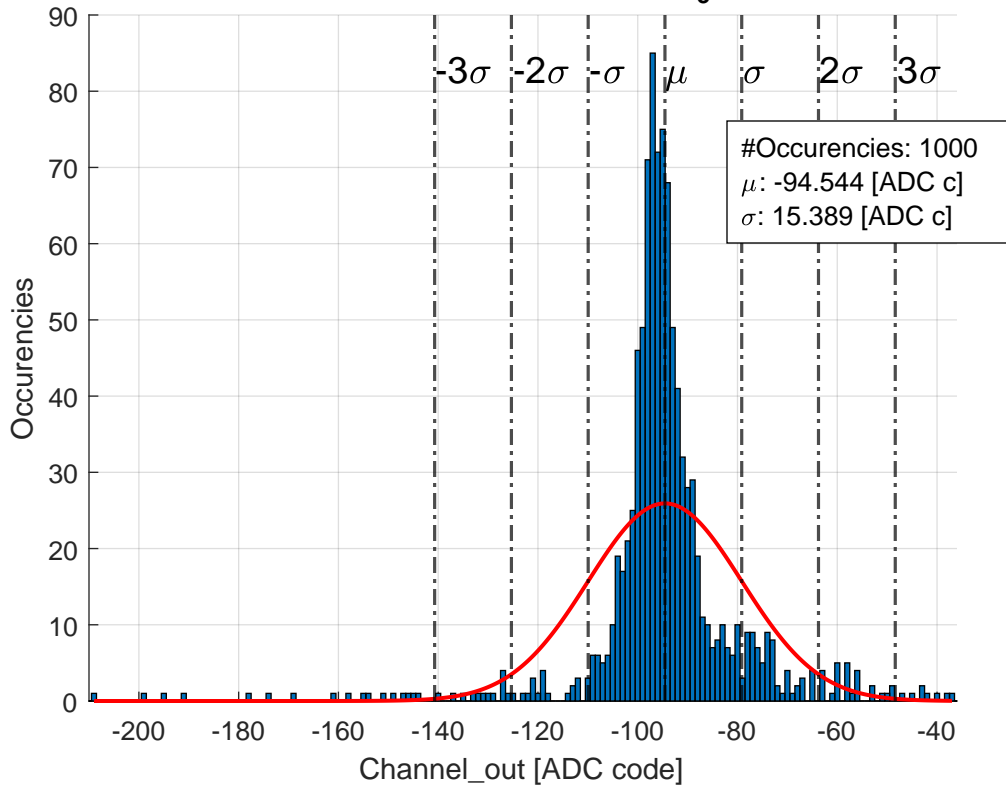 90
80
70
60
50
40
30
20
10
0
Occurencies
-3σ -2σ -σ μ σ 2σ 3σ
#Occurencies: 1000
μ: -94.544 [ADC c]
σ: 15.389 [ADC c]
-200 -180 -160 -140 -120 -100 -80 -60 -40
Channel_out [ADC code]